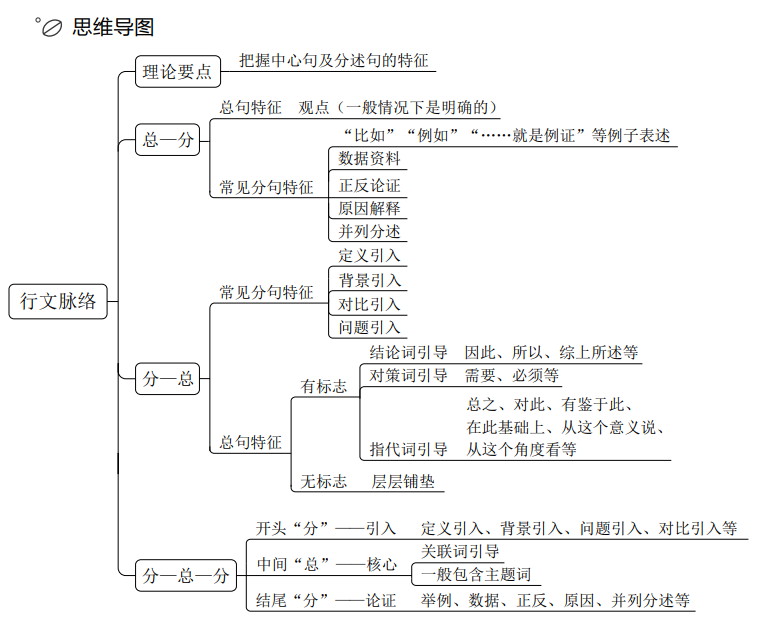 思维导图
理论要点
把握中心句及分述句的特征
总—分
总句特征 观点（一般情况下是明确的）
常见分句特征
“比如”“例如”“……就是例证”等例子表述
数据资料
正反论证
原因解释
并列分述
行文脉络
分—总
常见分句特征
定义引入
背景引入
对比引入
问题引入
总句特征
有标志
结论词引导 因此、所以、综上所述等
对策词引导 需要、必须等
指代词引导
总之、对此、有鉴于此、
在此基础上、从这个意义说、
从这个角度看等
无标志 层层铺垫
分—总—分
开头“分”——引入 定义引入、背景引入、问题引入、对比引入等
中间“总”——核心
关联词引导
一般包含主题词
结尾“分”——论证 举例、数据、正反、原因、并列分述等